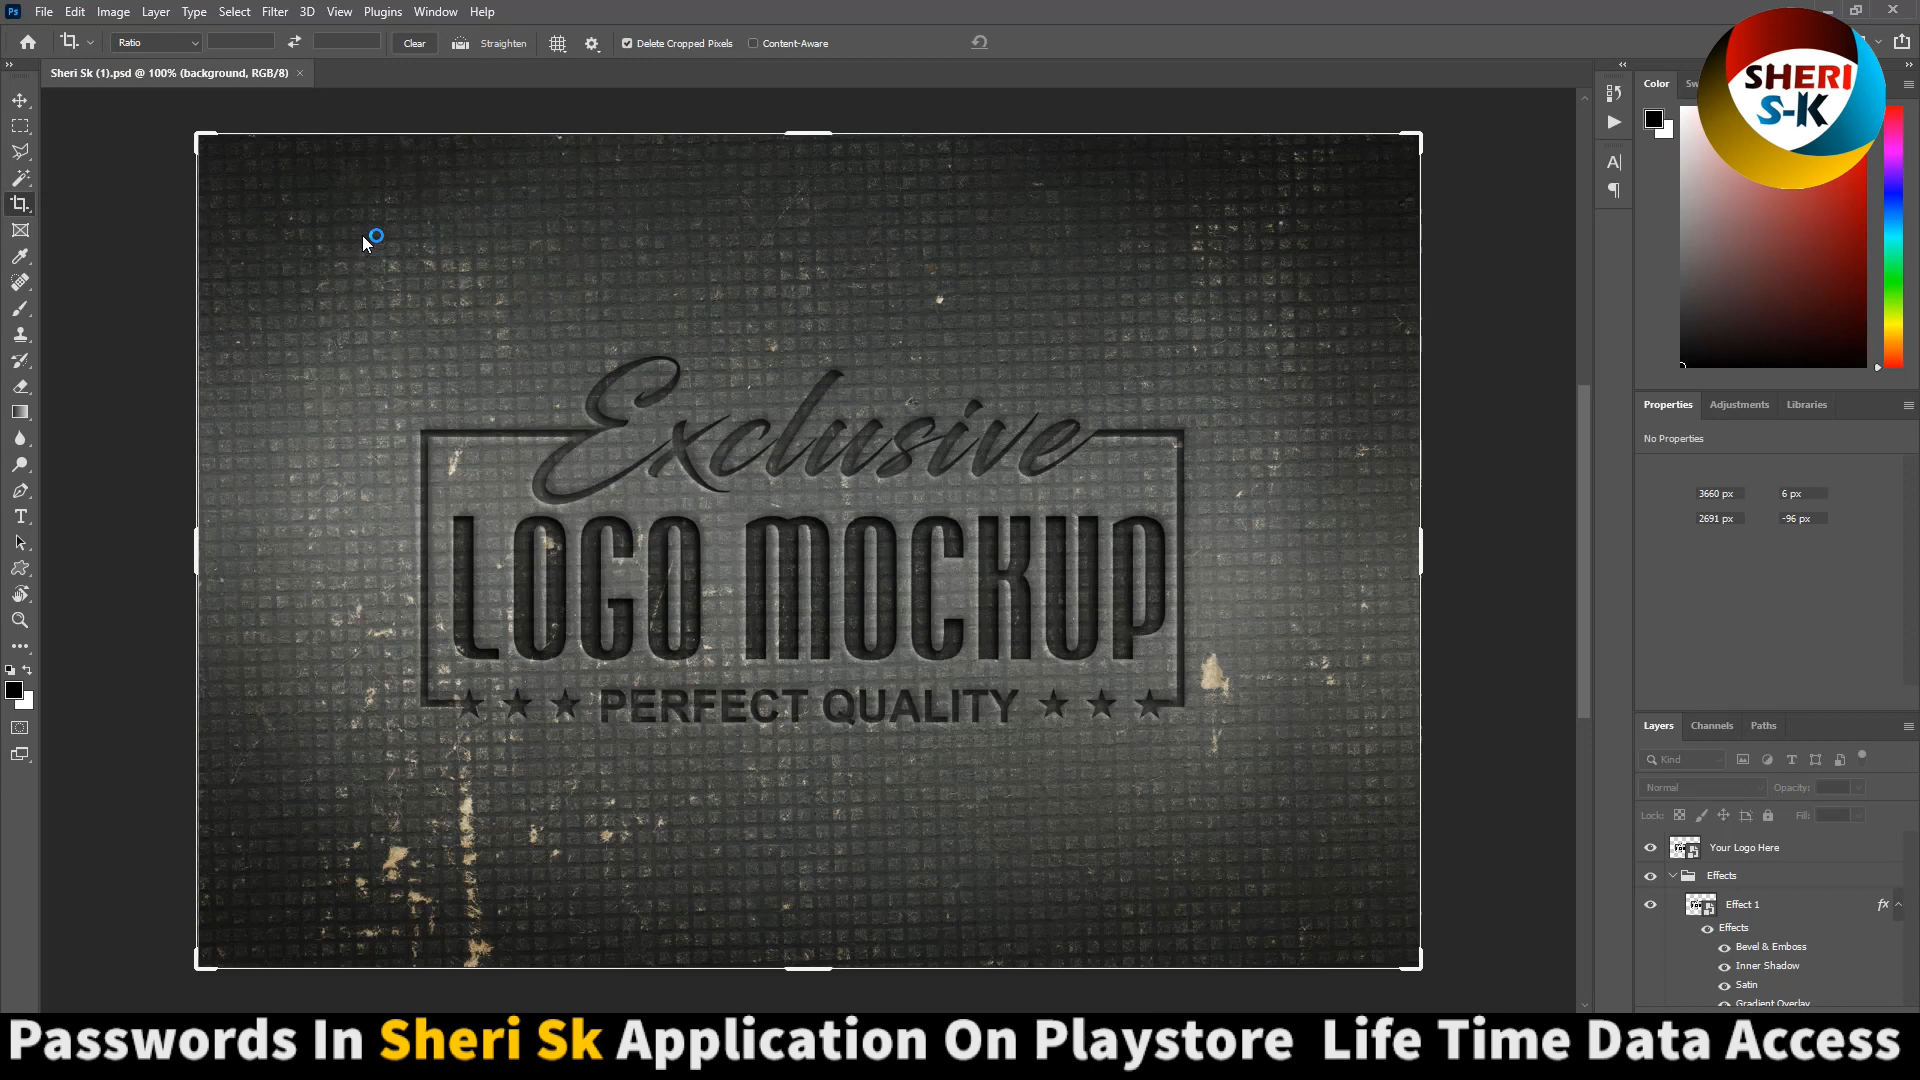 Ps File Edit Image Layer Type Select Filter 3D View Plugins Window Help
Ratio Clear Straighten Delete Cropped Pixels Content-Aware
Sheri Sk (1).psd @ 100% (background, RGB/8) ×
Color
SHERI
S-K
Exclusive
LOGO MOCKUP
★ ★ ★ PERFECT QUALITY ★ ★ ★
Properties Adjustments Libraries
No Properties
3660 px 6 px
2691 px -96 px
Layers Channels Paths
Kind
Normal Opacity:
Lock: Fill:
Your Logo Here
Effects
Effect 1 fx
Effects
Bevel & Emboss
Inner Shadow
Satin
Gradient Overlay
Passwords In Sheri Sk Application On Playstore Life Time Data Access